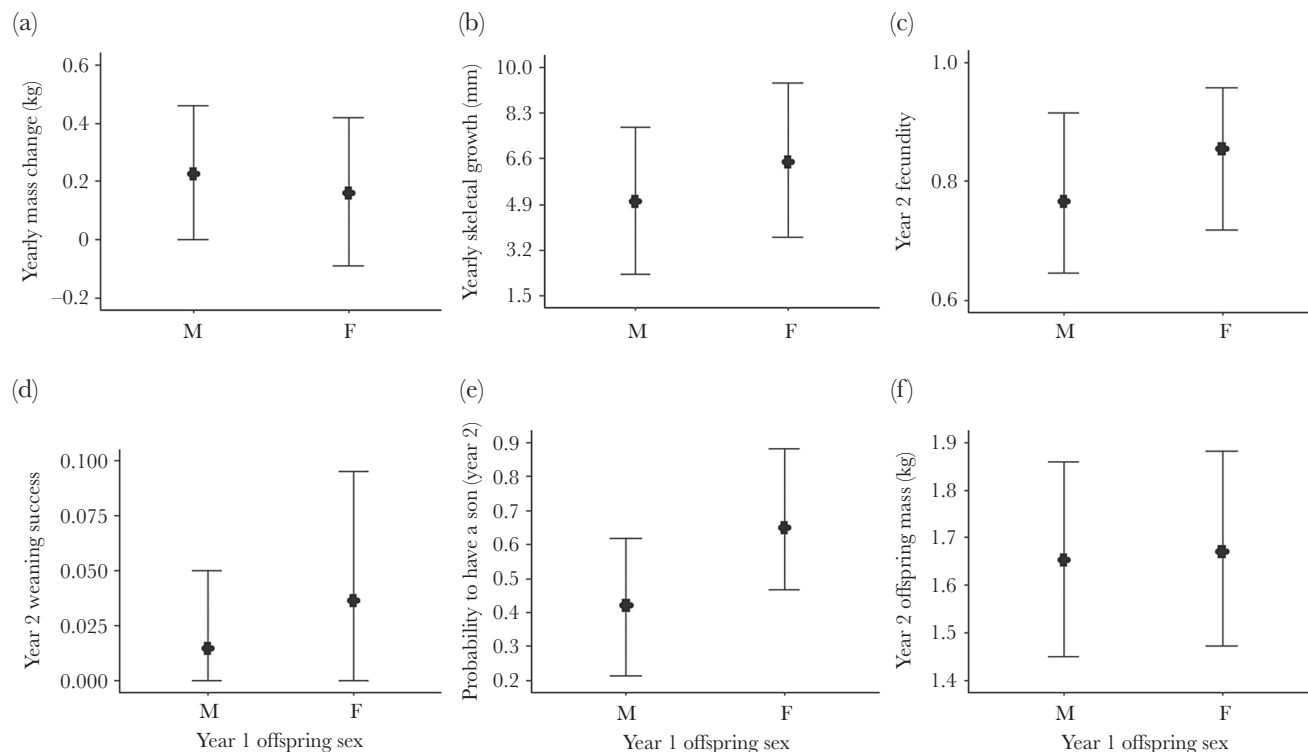 (a)
Yearly mass change (kg)
0.6
0.4
0.2
0
−0.2
M
F
(b)
Yearly skeletal growth (mm)
10.0
8.3
6.6
4.9
3.2
1.5
M
F
(c)
Year 2 fecundity
1.0
0.8
0.6
M
F
(d)
Year 2 weaning success
0.100
0.075
0.050
0.025
0.000
M
F
Year 1 offspring sex
(e)
Probability to have a son (year 2)
0.9
0.8
0.7
0.6
0.5
0.4
0.3
0.2
M
F
Year 1 offspring sex
(f)
Year 2 offspring mass (kg)
1.9
1.8
1.7
1.6
1.5
1.4
M
F
Year 1 offspring sex